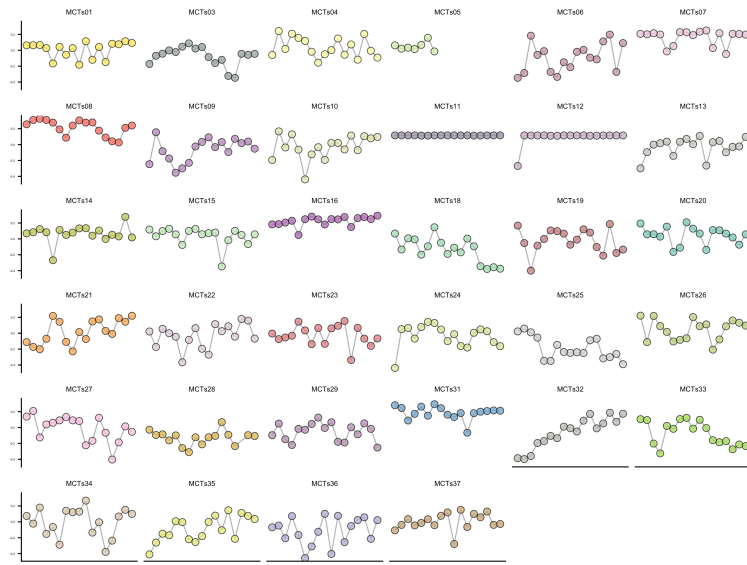 MCTs01 MCTs03 MCTs04 MCTs05 MCTs06 MCTs07
MCTs08 MCTs09 MCTs10 MCTs11 MCTs12 MCTs13
MCTs14 MCTs15 MCTs16 MCTs18 MCTs19 MCTs20
MCTs21 MCTs22 MCTs23 MCTs24 MCTs25 MCTs26
MCTs27 MCTs28 MCTs29 MCTs31 MCTs32 MCTs33
MCTs34 MCTs35 MCTs36 MCTs37